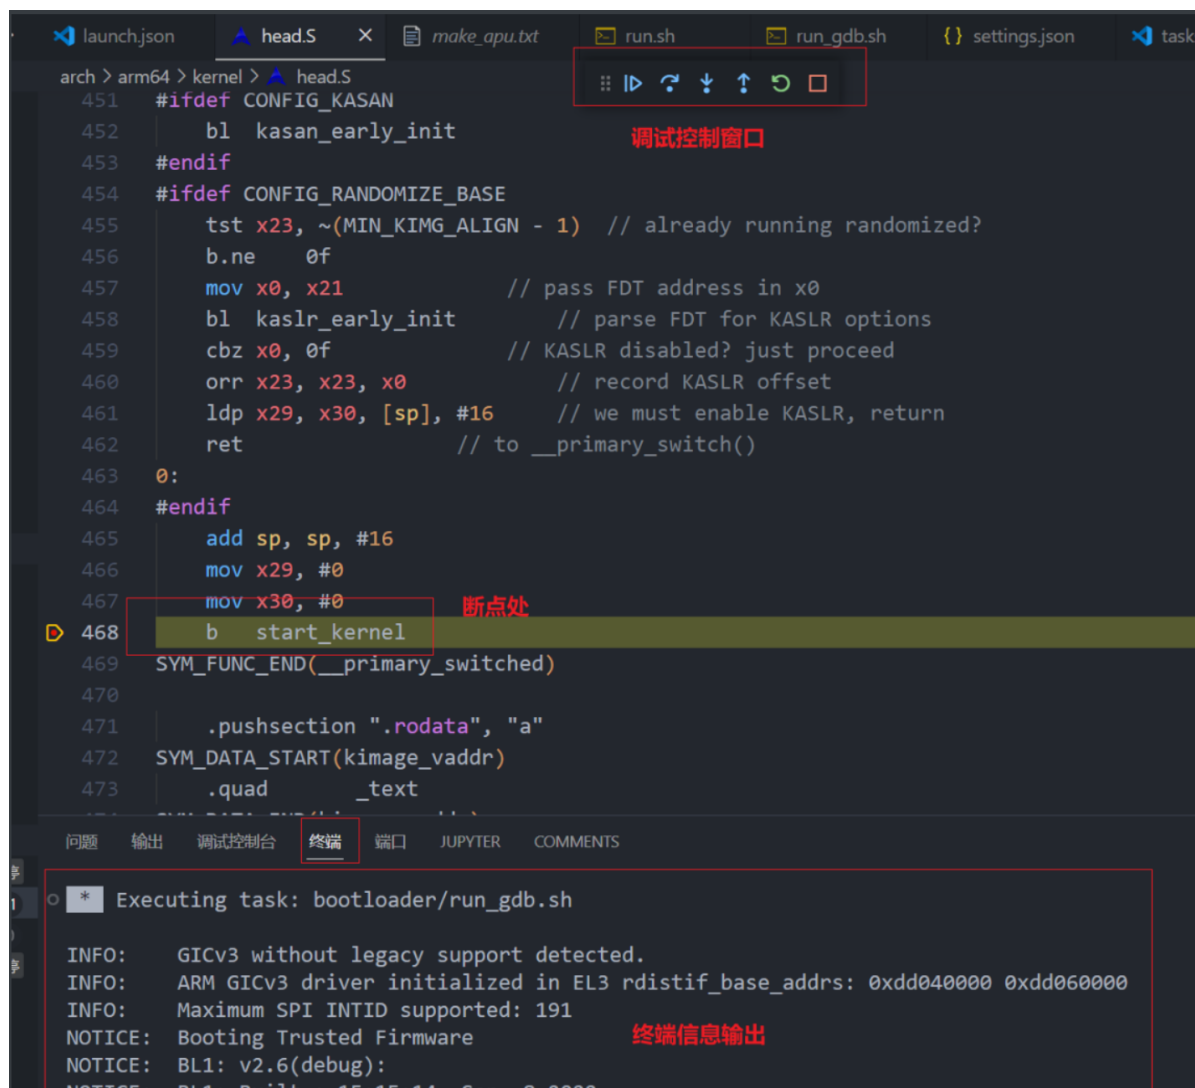 launch.json head.S × make_apu.txt run.sh run_gdb.sh {} settings.json task
arch > arm64 > kernel > head.S
451 #ifdef CONFIG_KASAN
452 bl kasan_early_init
调试控制窗口
453 #endif
454 #ifdef CONFIG_RANDOMIZE_BASE
455 tst x23, ~(MIN_KIMG_ALIGN - 1) // already running randomized?
456 b.ne 0f
457 mov x0, x21 // pass FDT address in x0
458 bl kaslr_early_init // parse FDT for KASLR options
459 cbz x0, 0f // KASLR disabled? just proceed
460 orr x23, x23, x0 // record KASLR offset
461 ldp x29, x30, [sp], #16 // we must enable KASLR, return
462 ret // to __primary_switch()
463 0:
464 #endif
465 add sp, sp, #16
466 mov x29, #0
467 mov x30, #0 断点处
468 b start_kernel
469 SYM_FUNC_END(__primary_switched)
470
471 .pushsection ".rodata", "a"
472 SYM_DATA_START(kimage_vaddr)
473 .quad _text
问题 输出 调试控制台 终端 端口 JUPYTER COMMENTS
* Executing task: bootloader/run_gdb.sh
INFO: GICv3 without legacy support detected.
INFO: ARM GICv3 driver initialized in EL3 rdistif_base_addrs: 0xdd040000 0xdd060000
INFO: Maximum SPI INTID supported: 191
NOTICE: Booting Trusted Firmware 终端信息输出
NOTICE: BL1: v2.6(debug):